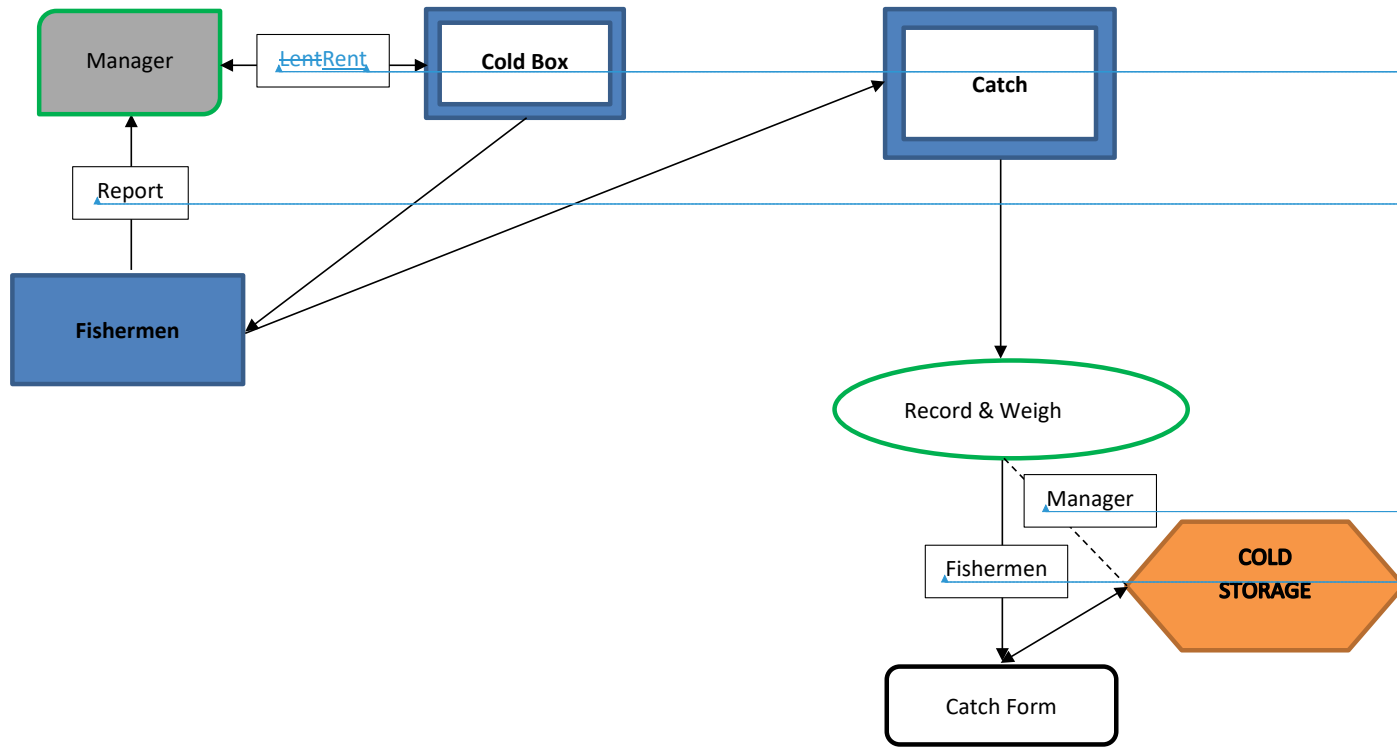 Manager
LentRent
Cold Box
Catch
Report
Fishermen
Record & Weigh
Manager
Fishermen
COLD
STORAGE
Catch Form